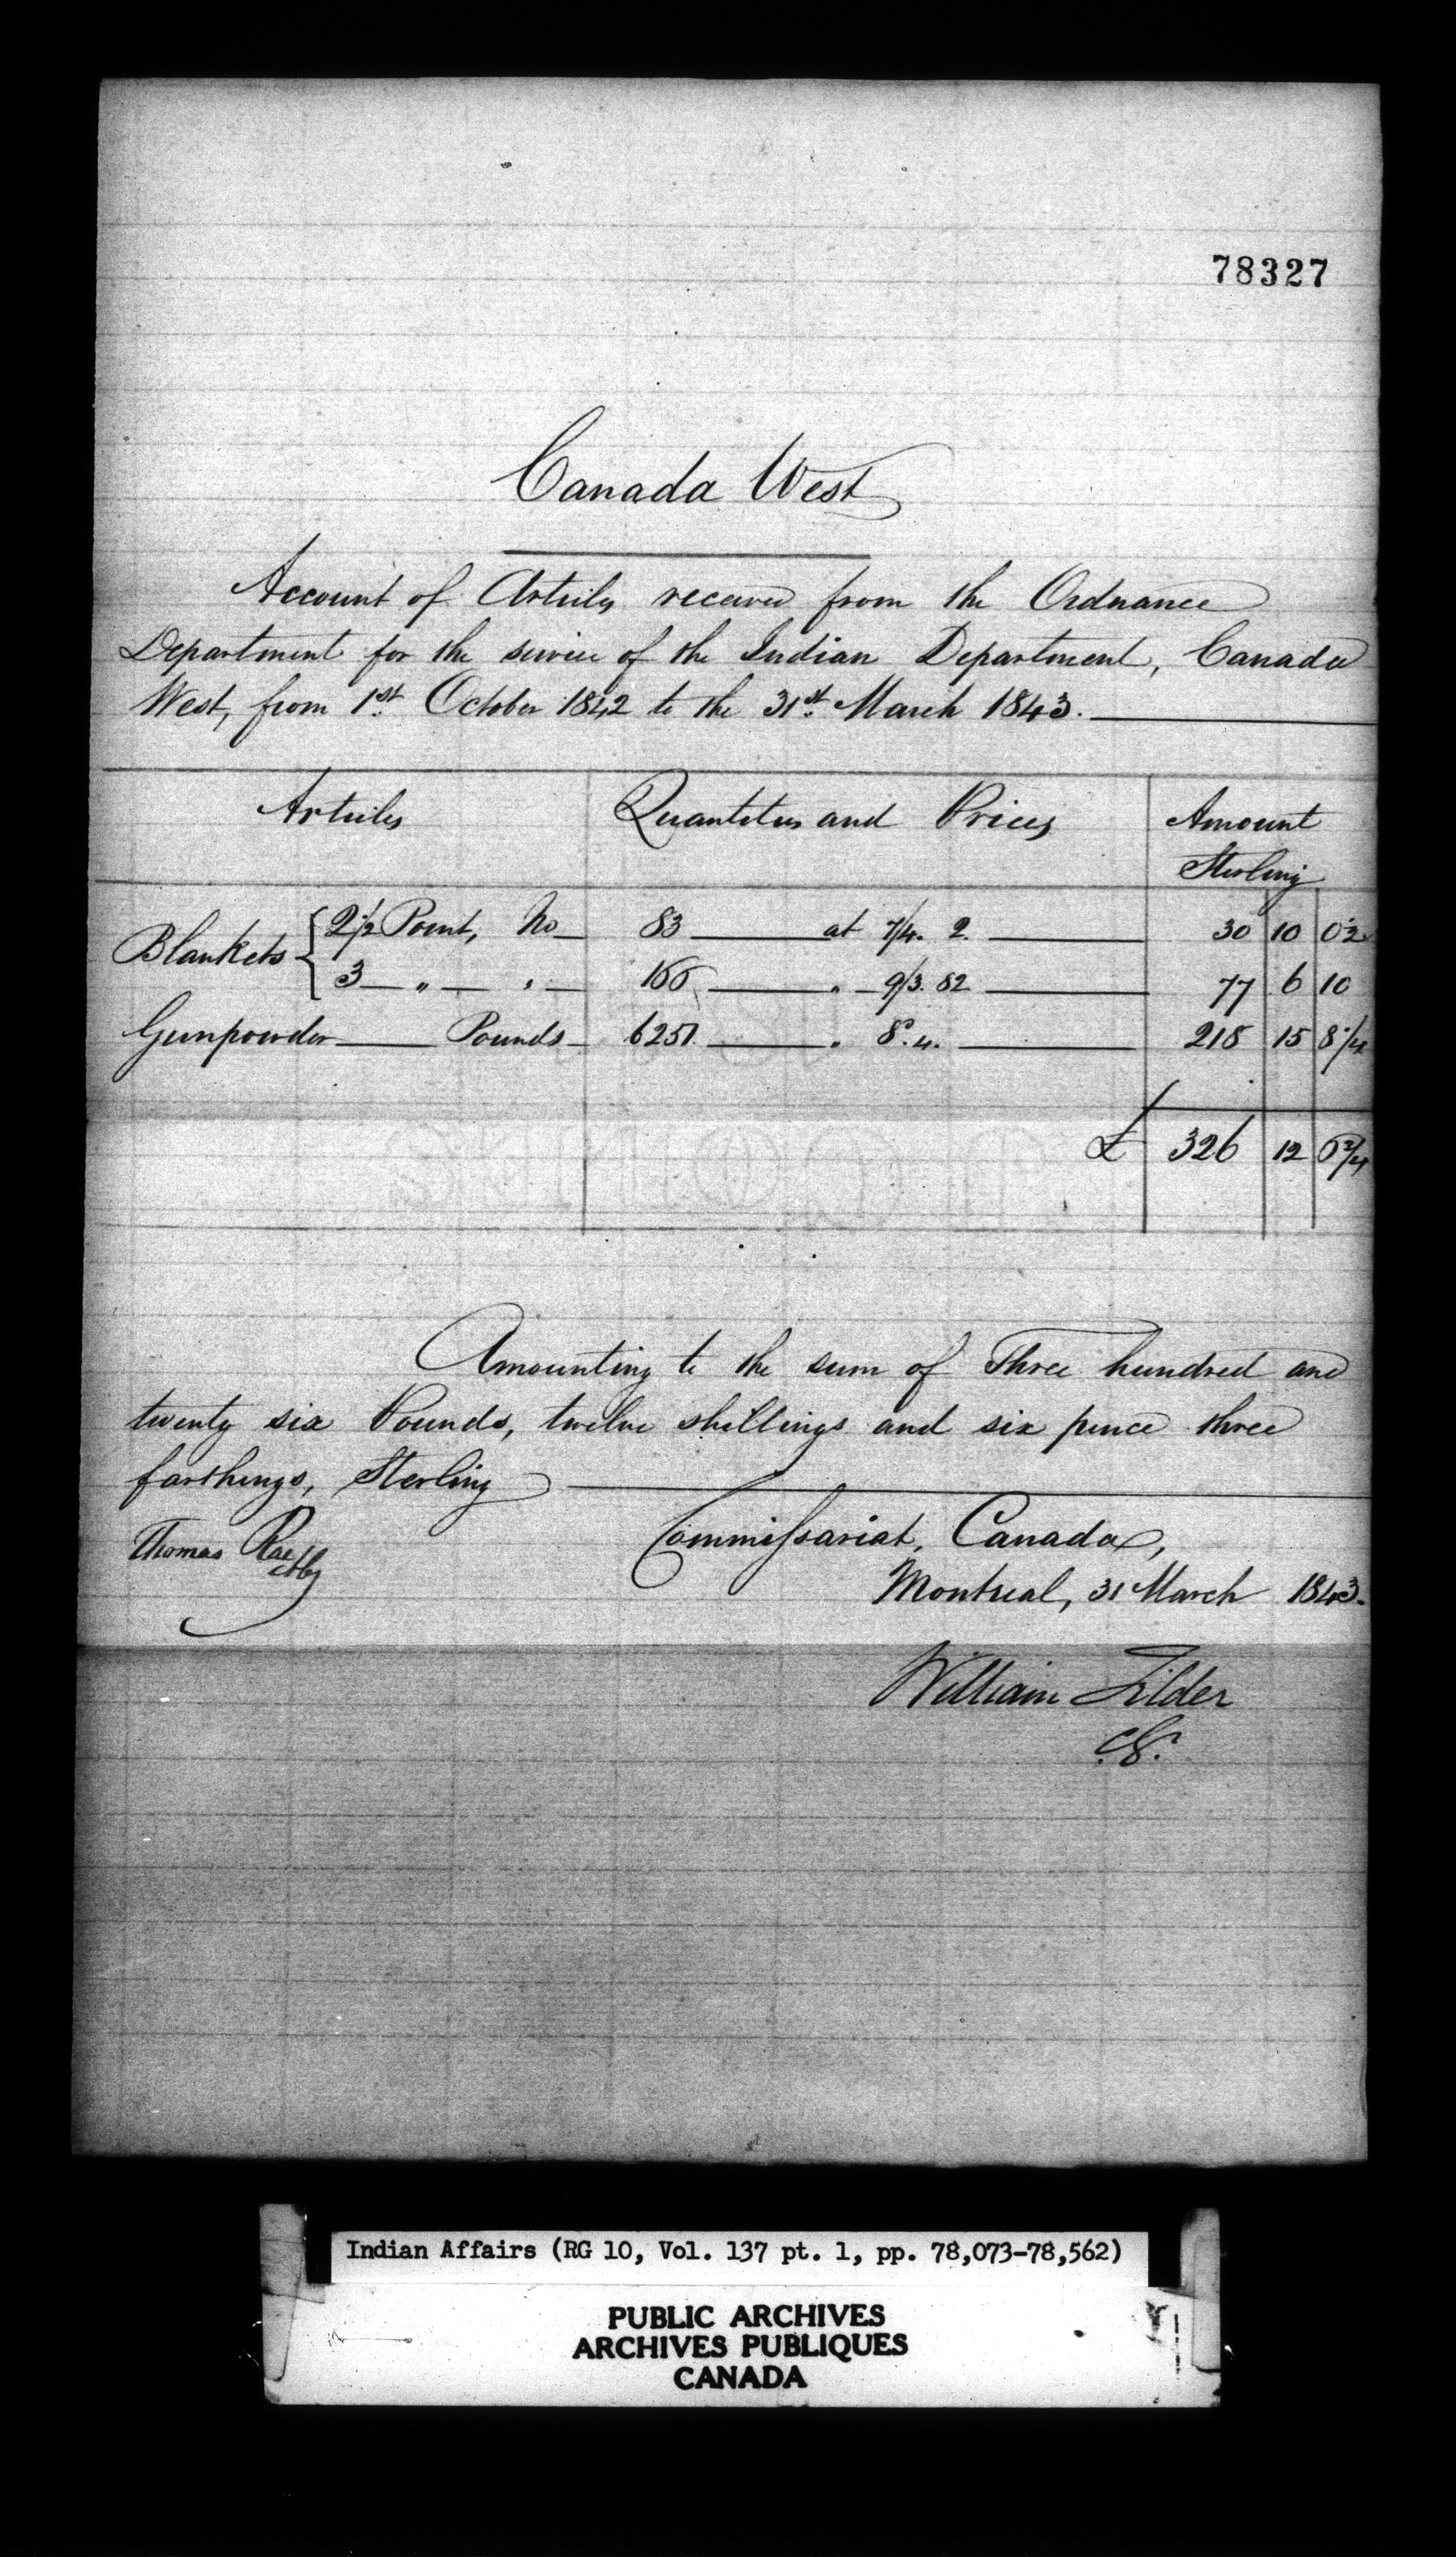 78327
Canada West
Account of Articles received from the Ordnance
Department for the service of the Indian Department, Canada
West, from 1st October 1842 to the 31st March 1843.
Articles Quantities and Prices Amount Sterling
Blankets { 2½ Point, No 83 at 7/4. 2. 30 10 0½
3 " " 166 " 9/3. 82 77 6 10
Gunpowder Pounds 6251. " 8d. 4. 218 15 8¼
£ 326 12 6¾
Amounting to the sum of Three hundred and
twenty six Pounds, twelve shillings and six pence three
farthings, Sterling
Thomas Rae
Commissariat, Canada,
Montreal, 31 March 1843.
William Filder
C.G.
Indian Affairs (RG 10, Vol. 137 pt. 1, pp. 78,073-78,562)
PUBLIC ARCHIVES
ARCHIVES PUBLIQUES
CANADA